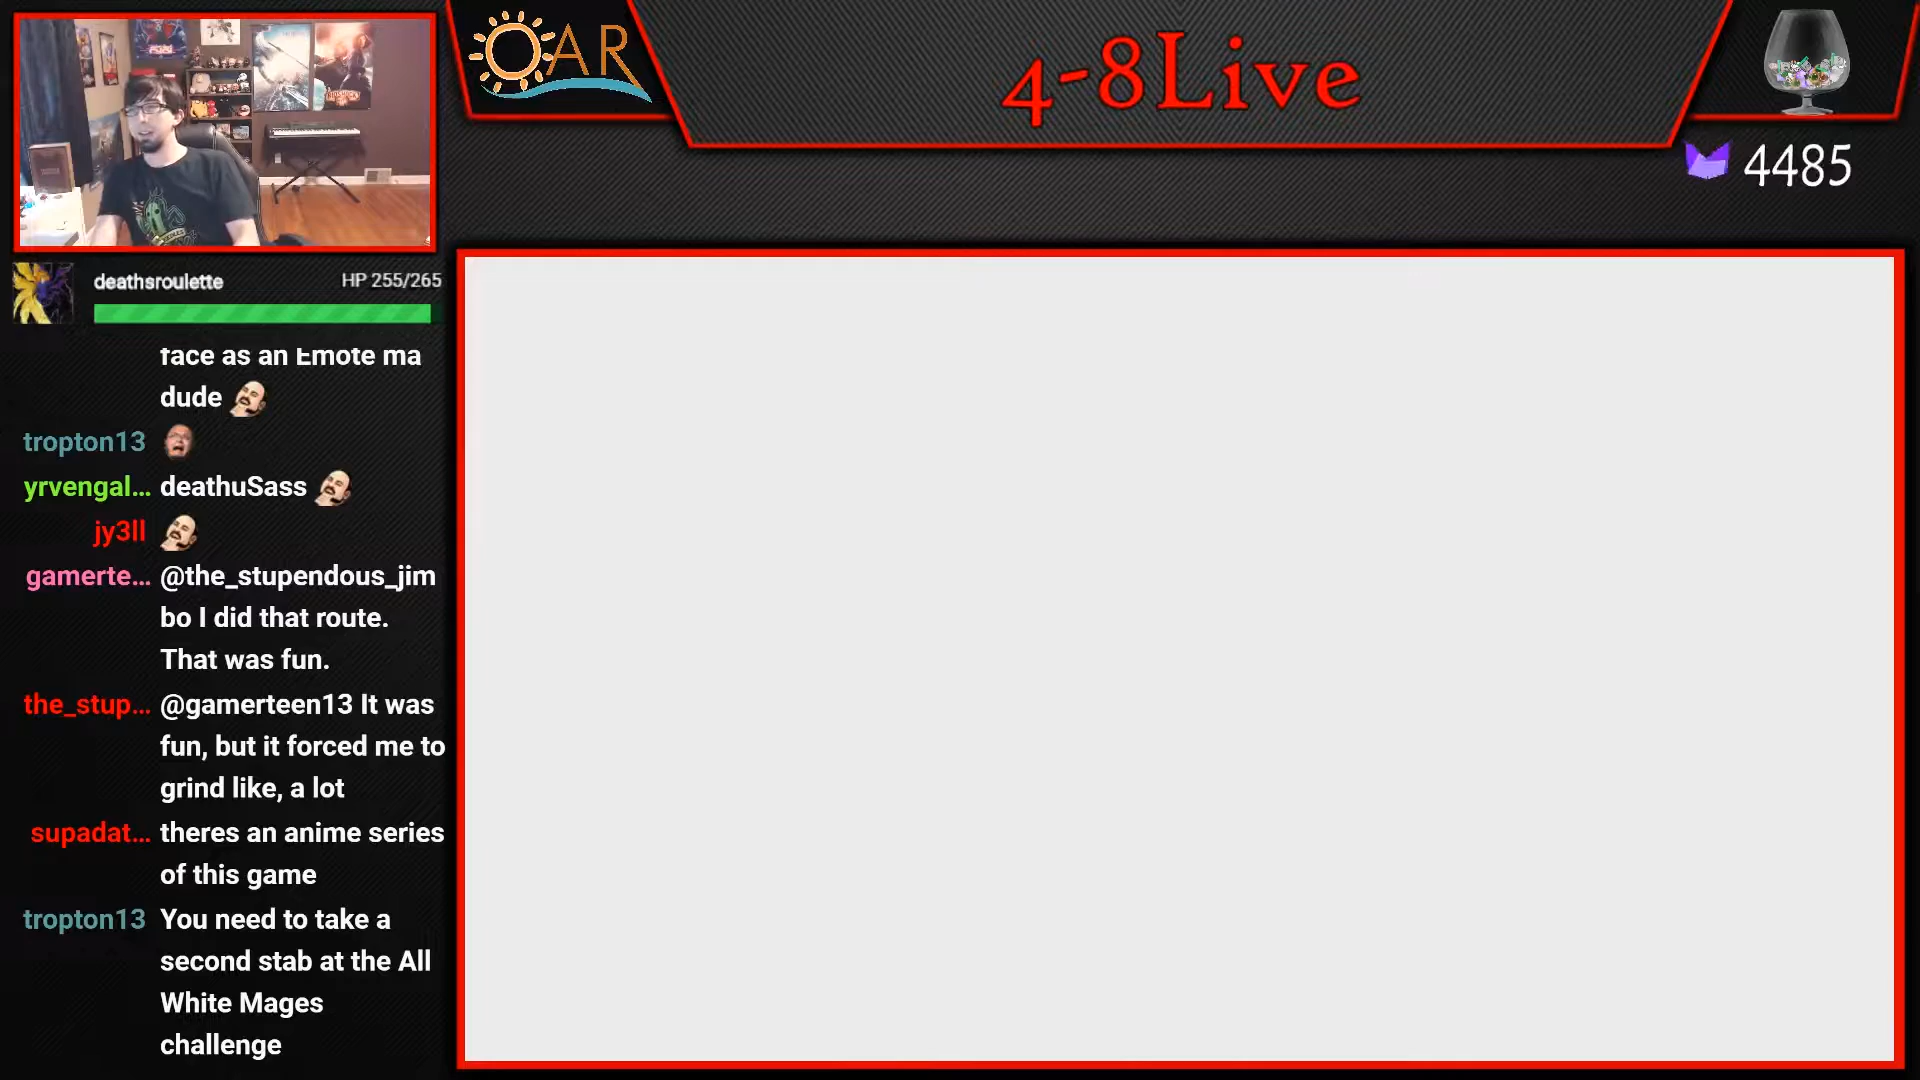 OAR
4-8Live
4485
deathsroulette HP 255/265
face as an Emote ma
dude
tropton13
yrvengal... deathuSass
jy3ll
gamerte... @the_stupendous_jim
bo I did that route.
That was fun.
the_stup... @gamerteen13 It was
fun, but it forced me to
grind like, a lot
supadat... theres an anime series
of this game
tropton13 You need to take a
second stab at the All
White Mages
challenge